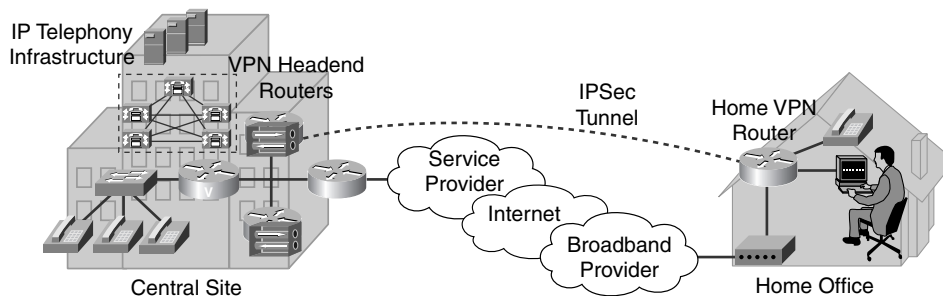 IP Telephony
Infrastructure
VPN Headend
Routers
IPSec
Tunnel
Home VPN
Router
Service
Provider
V
Internet
Broadband
Provider
Central Site
Home Office